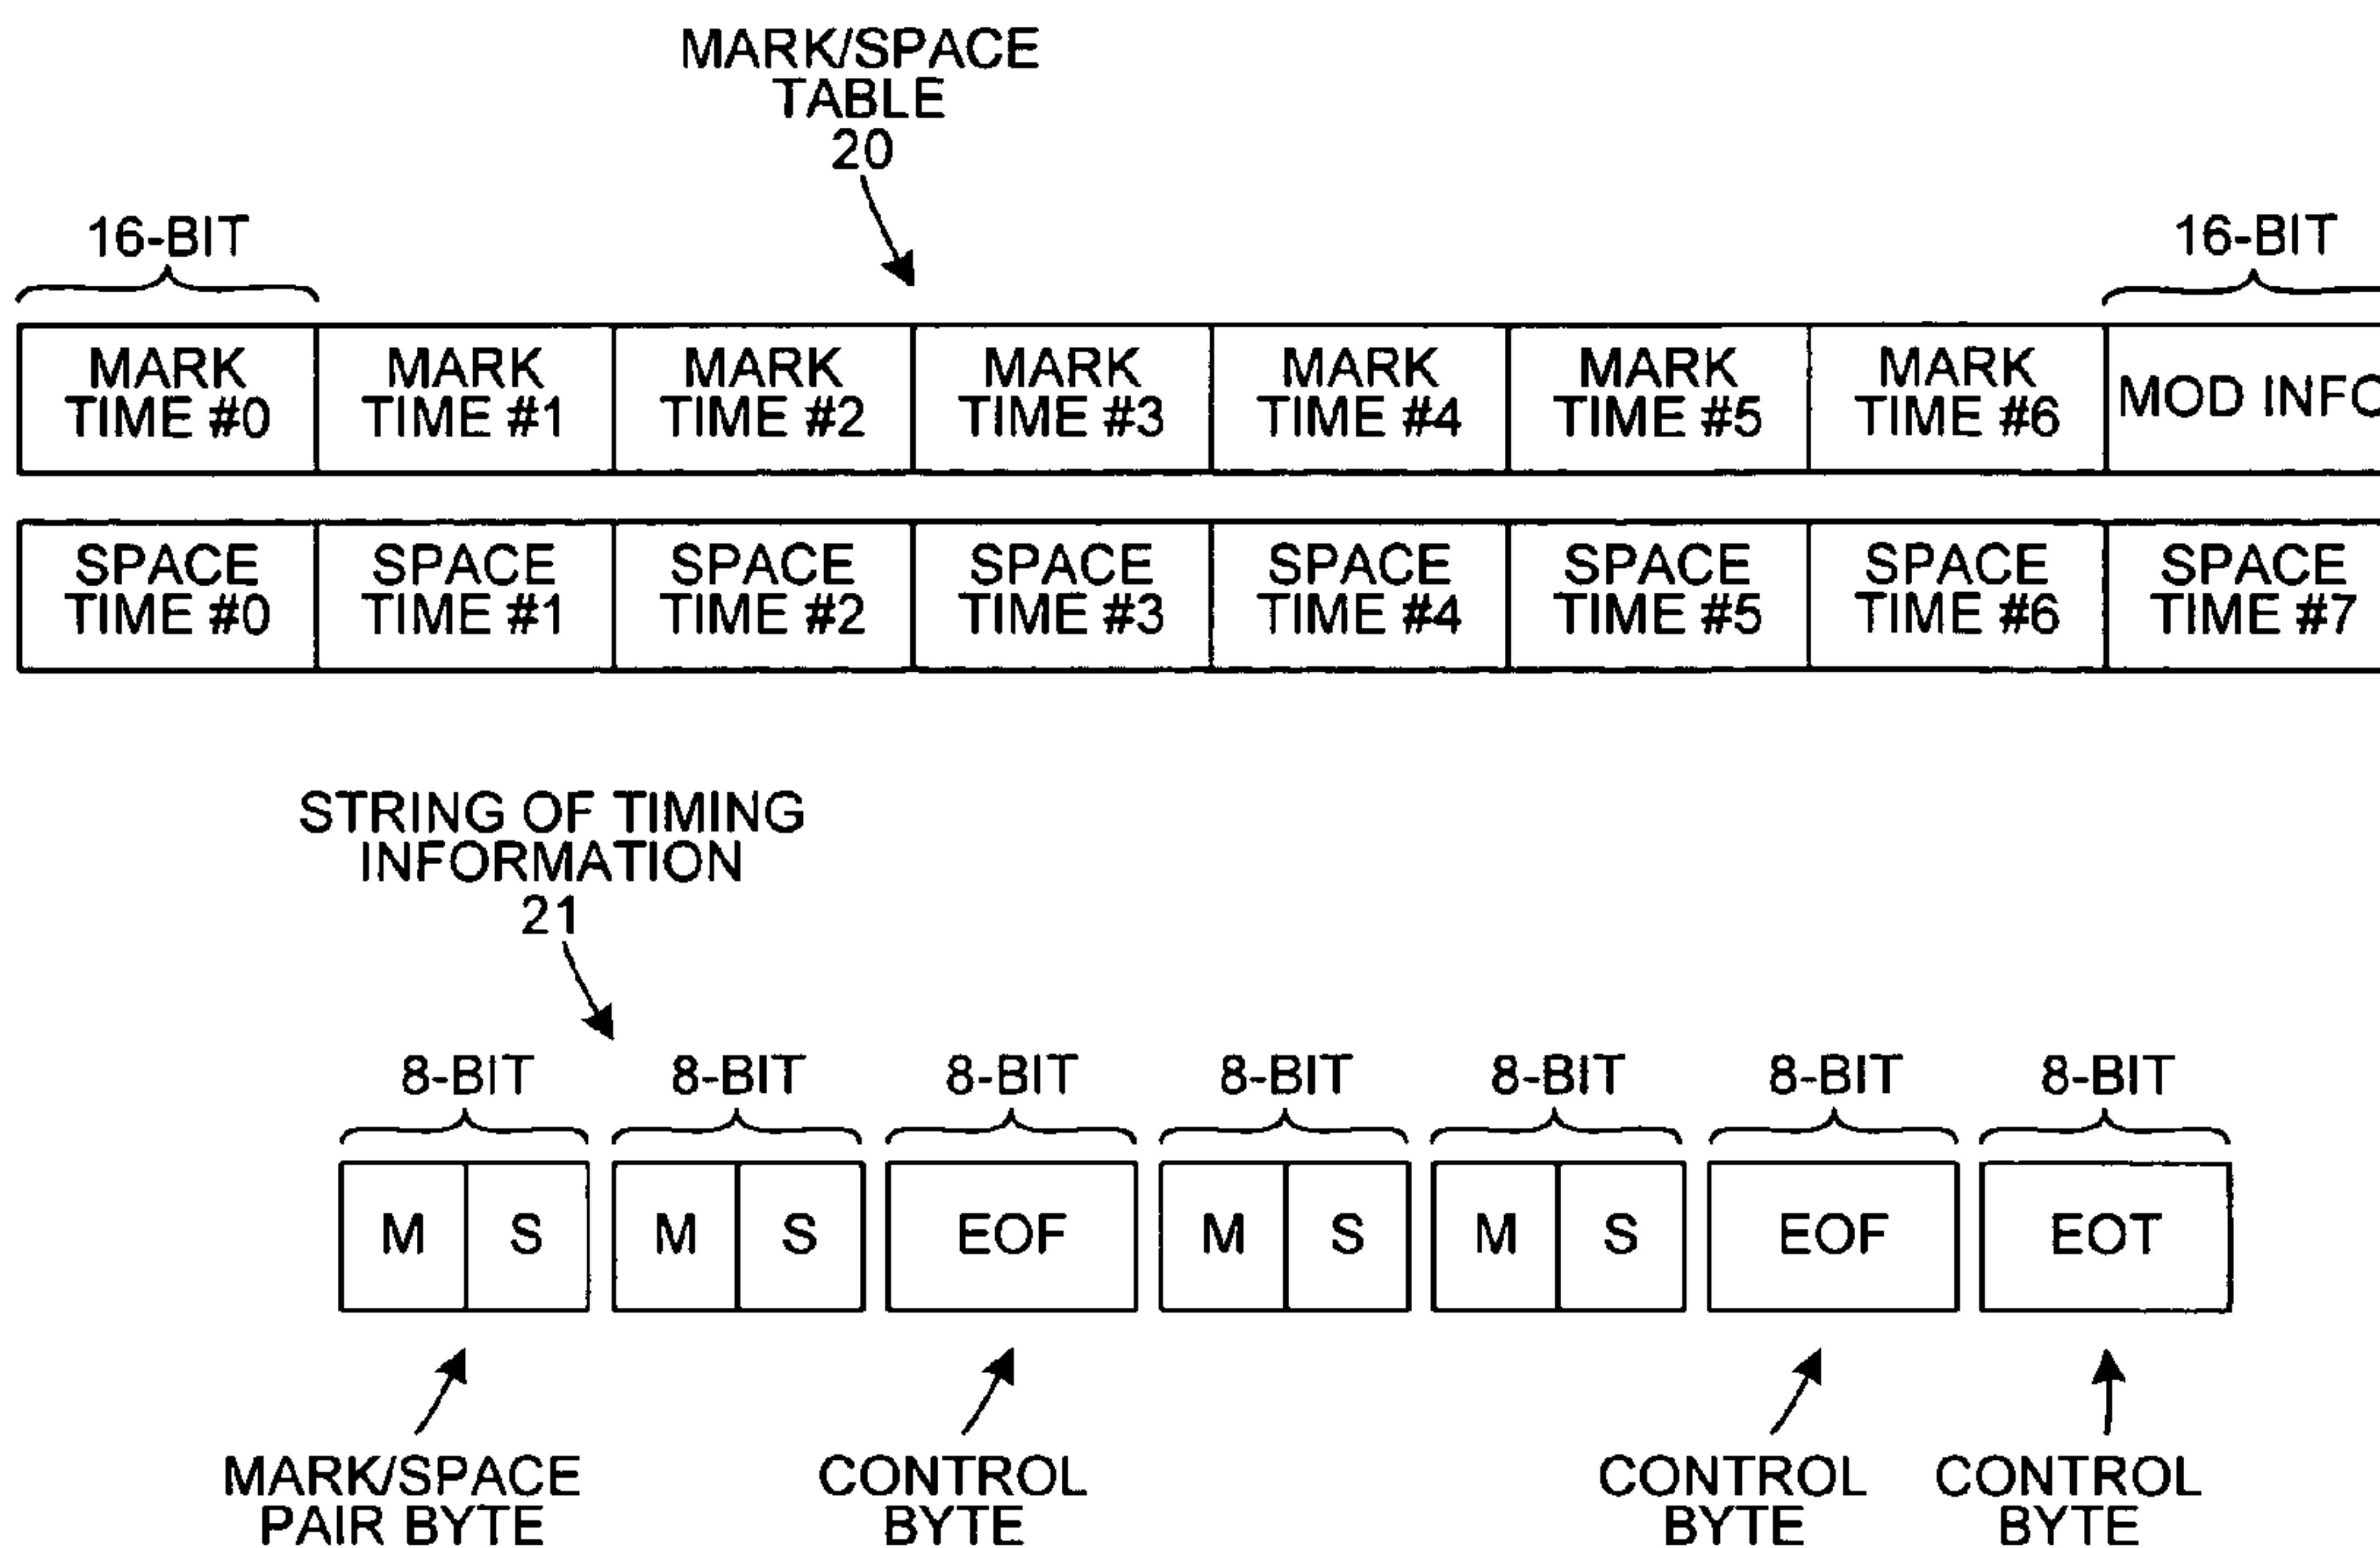 MARK/SPACE
TABLE
20
16-BIT
16-BIT
MARK
TIME #0
MARK
TIME #1
MARK
TIME #2
MARK
TIME #3
MARK
TIME #4
MARK
TIME #5
MARK
TIME #6
MOD INFO
SPACE
TIME #0
SPACE
TIME #1
SPACE
TIME #2
SPACE
TIME #3
SPACE
TIME #4
SPACE
TIME #5
SPACE
TIME #6
SPACE
TIME #7
STRING OF TIMING
INFORMATION
21
8-BIT
8-BIT
8-BIT
8-BIT
8-BIT
8-BIT
8-BIT
M
S
M
S
EOF
M
S
M
S
EOF
EOT
MARK/SPACE
PAIR BYTE
CONTROL
BYTE
CONTROL
BYTE
CONTROL
BYTE